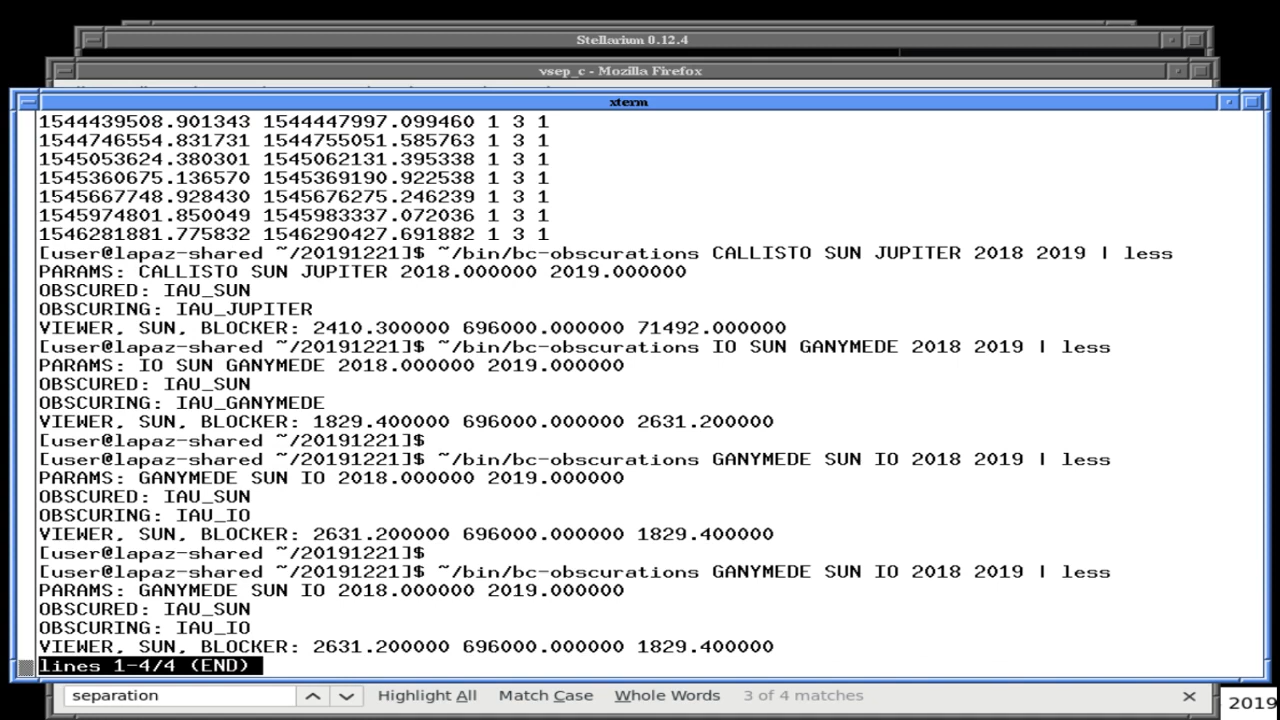 Stellarium 0.12.4
vsep_c - Mozilla Firefox
xterm
1544439508.901343 1544447997.099460 1 3 1
1544746554.831731 1544755051.585763 1 3 1
1545053624.380301 1545062131.395338 1 3 1
1545360675.136570 1545369190.922538 1 3 1
1545667748.928430 1545676275.246239 1 3 1
1545974801.850049 1545983337.072036 1 3 1
1546281881.775832 1546290427.691882 1 3 1
[user@lapaz-shared ~/20191221]$ ~/bin/bc-obscurations CALLISTO SUN JUPITER 2018 2019 | less
PARAMS: CALLISTO SUN JUPITER 2018.000000 2019.000000
OBSCURED: IAU_SUN
OBSCURING: IAU_JUPITER
VIEWER, SUN, BLOCKER: 2410.300000 696000.000000 71492.000000
[user@lapaz-shared ~/20191221]$ ~/bin/bc-obscurations IO SUN GANYMEDE 2018 2019 | less
PARAMS: IO SUN GANYMEDE 2018.000000 2019.000000
OBSCURED: IAU_SUN
OBSCURING: IAU_GANYMEDE
VIEWER, SUN, BLOCKER: 1829.400000 696000.000000 2631.200000
[user@lapaz-shared ~/20191221]$
[user@lapaz-shared ~/20191221]$ ~/bin/bc-obscurations GANYMEDE SUN IO 2018 2019 | less
PARAMS: GANYMEDE SUN IO 2018.000000 2019.000000
OBSCURED: IAU_SUN
OBSCURING: IAU_IO
VIEWER, SUN, BLOCKER: 2631.200000 696000.000000 1829.400000
[user@lapaz-shared ~/20191221]$
[user@lapaz-shared ~/20191221]$ ~/bin/bc-obscurations GANYMEDE SUN IO 2018 2019 | less
PARAMS: GANYMEDE SUN IO 2018.000000 2019.000000
OBSCURED: IAU_SUN
OBSCURING: IAU_IO
VIEWER, SUN, BLOCKER: 2631.200000 696000.000000 1829.400000
lines 1-4/4 (END)
separation Highlight All Match Case Whole Words 3 of 4 matches
2019